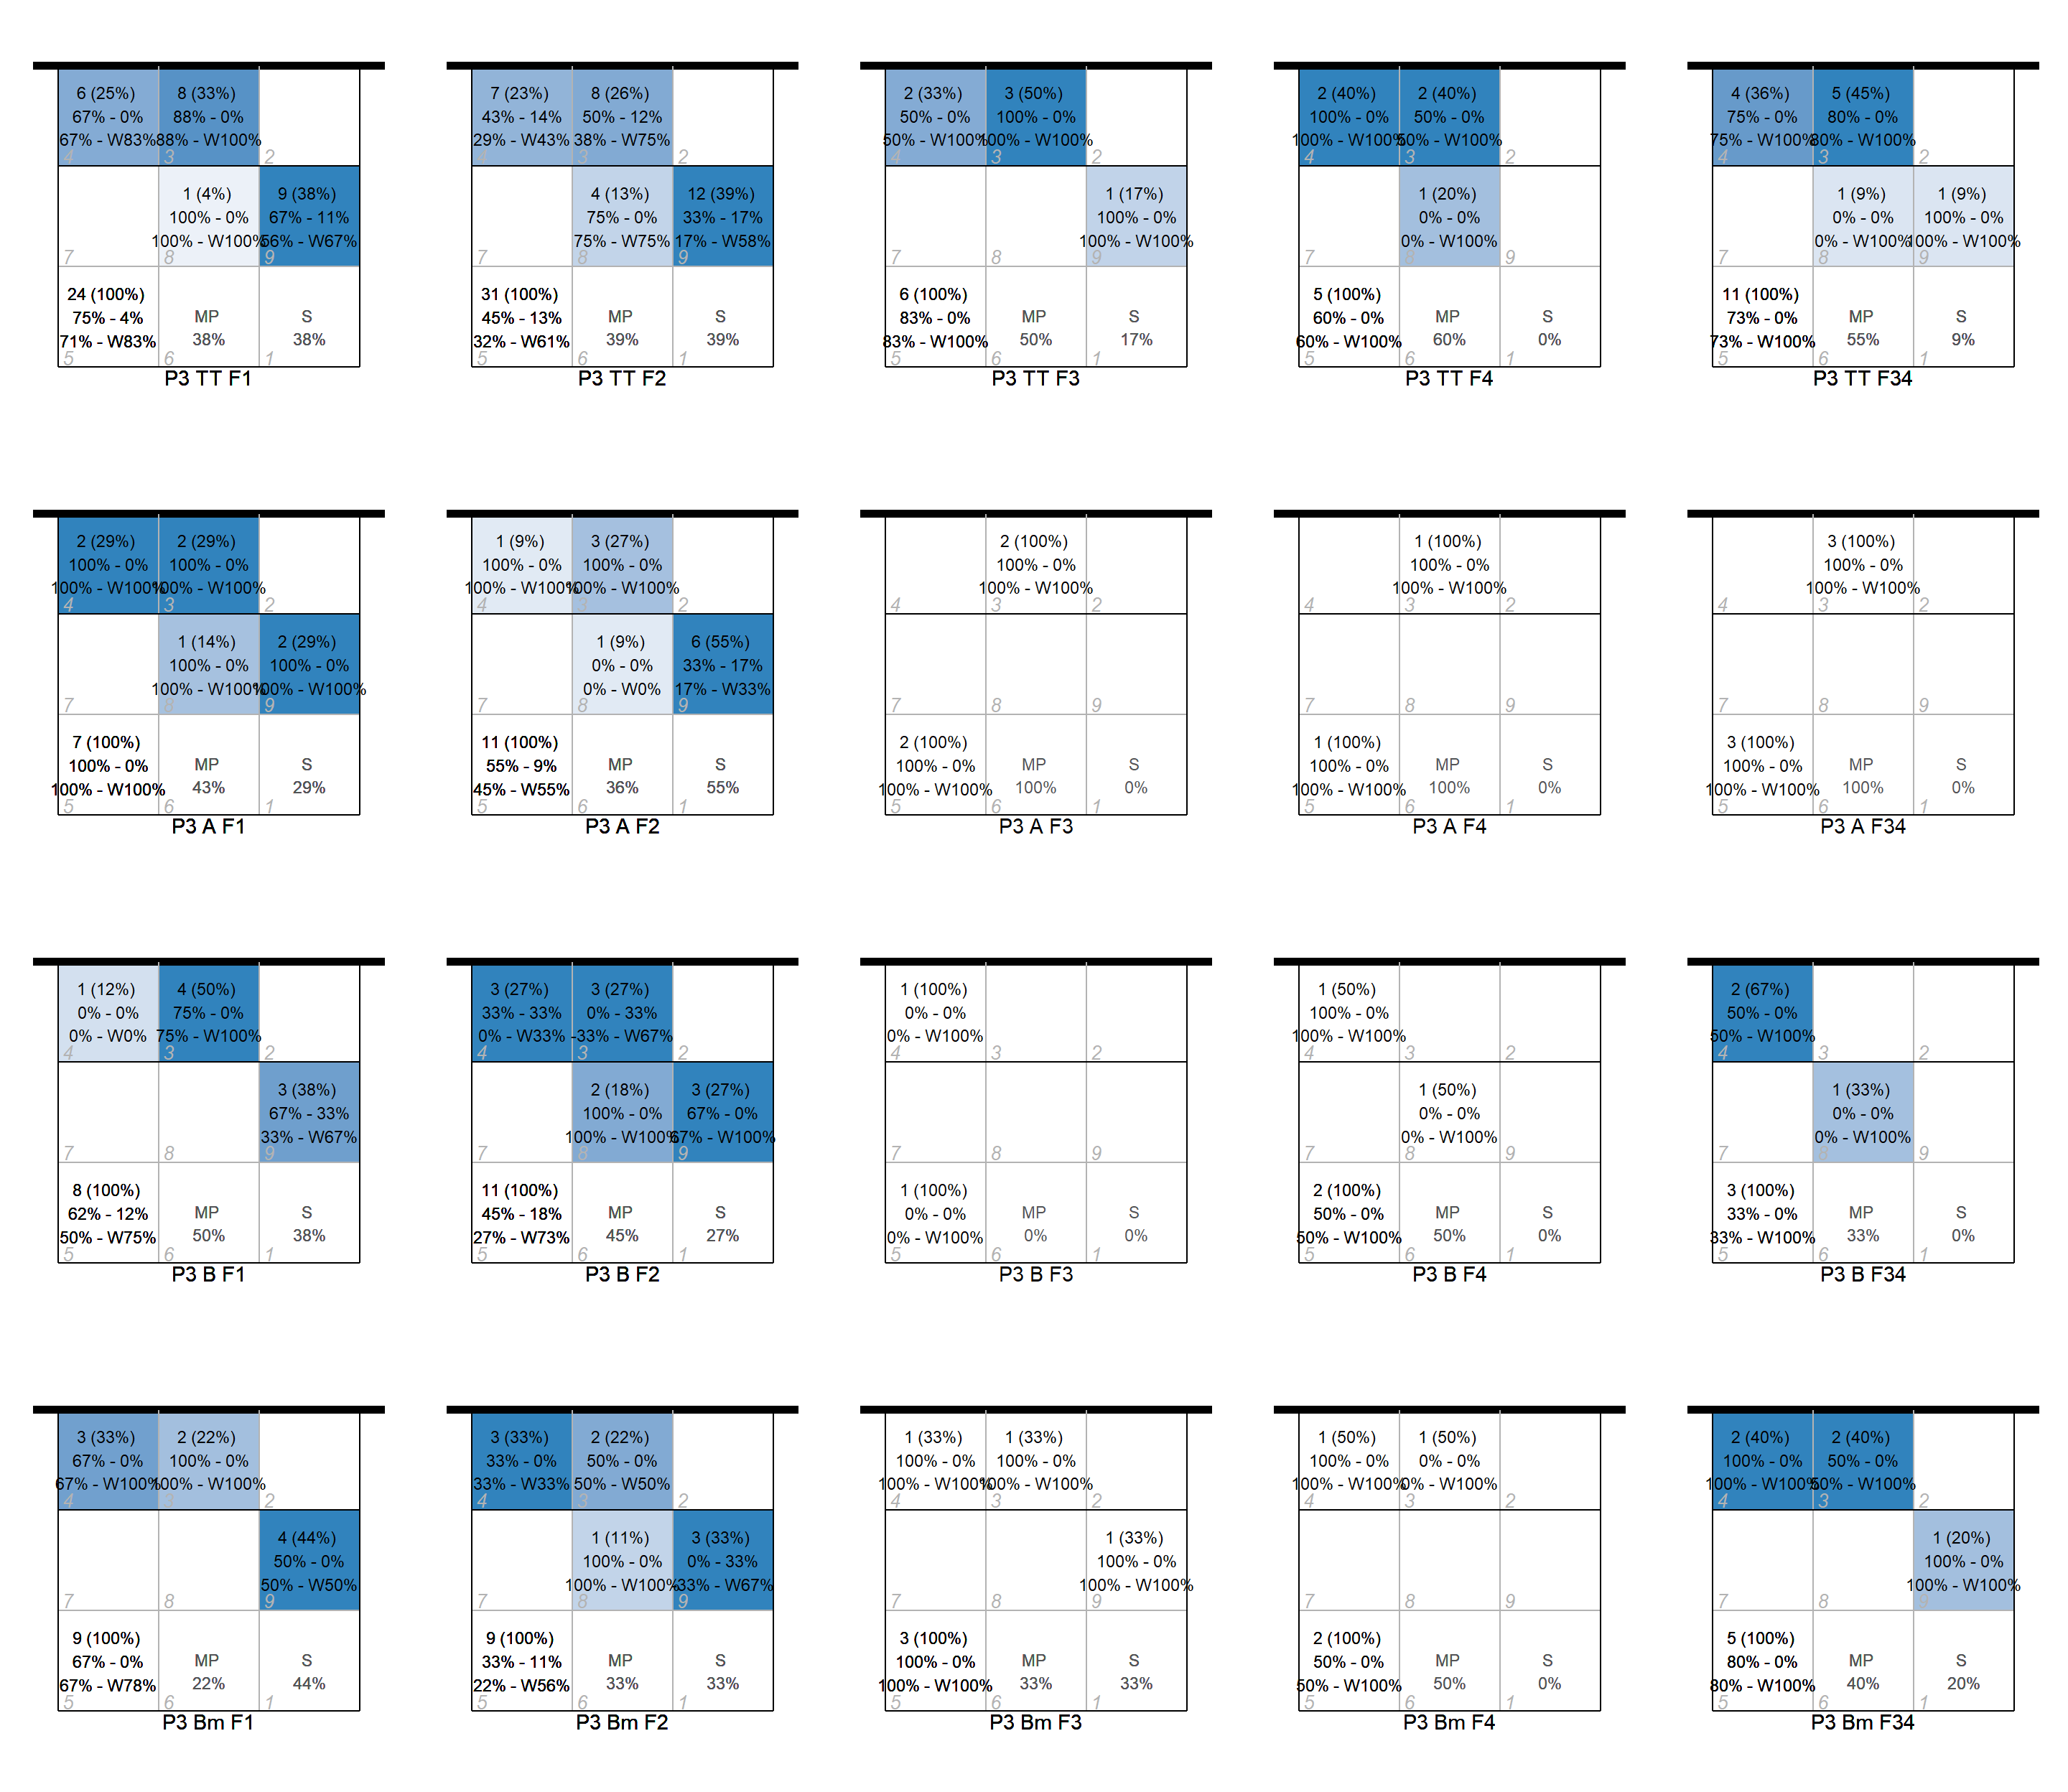 6 (25%)
67% - 0%
67% - W83%
4
8 (33%)
88% - 0%
88% - W100%
3
2
7
1 (4%)
100% - 0%
100% - W100%
8
9 (38%)
67% - 11%
56% - W67%
9
24 (100%)
75% - 4%
71% - W83%
5
MP
38%
6
S
38%
1
P3 TT F1
7 (23%)
43% - 14%
29% - W43%
4
8 (26%)
50% - 12%
38% - W75%
3
2
7
4 (13%)
75% - 0%
75% - W75%
8
12 (39%)
33% - 17%
17% - W58%
9
31 (100%)
45% - 13%
32% - W61%
5
MP
39%
6
S
39%
1
P3 TT F2
2 (33%)
50% - 0%
50% - W100%
4
3 (50%)
100% - 0%
100% - W100%
3
2
7
8
1 (17%)
100% - 0%
100% - W100%
9
6 (100%)
83% - 0%
83% - W100%
5
MP
50%
6
S
17%
1
P3 TT F3
2 (40%)
100% - 0%
100% - W100%
4
2 (40%)
50% - 0%
50% - W100%
3
2
7
1 (20%)
0% - 0%
0% - W100%
8
9
5 (100%)
60% - 0%
60% - W100%
5
MP
60%
6
S
0%
1
P3 TT F4
4 (36%)
75% - 0%
75% - W100%
4
5 (45%)
80% - 0%
80% - W100%
3
2
7
1 (9%)
0% - 0%
0% - W100%
8
1 (9%)
100% - 0%
100% - W100%
9
11 (100%)
73% - 0%
73% - W100%
5
MP
55%
6
S
9%
1
P3 TT F34
2 (29%)
100% - 0%
100% - W100%
4
2 (29%)
100% - 0%
100% - W100%
3
2
7
1 (14%)
100% - 0%
100% - W100%
8
2 (29%)
100% - 0%
100% - W100%
9
7 (100%)
100% - 0%
100% - W100%
5
MP
43%
6
S
29%
1
P3 A F1
1 (9%)
100% - 0%
100% - W100%
4
3 (27%)
100% - 0%
100% - W100%
3
2
7
1 (9%)
0% - 0%
0% - W0%
8
6 (55%)
33% - 17%
17% - W33%
9
11 (100%)
55% - 9%
45% - W55%
5
MP
36%
6
S
55%
1
P3 A F2
4
2 (100%)
100% - 0%
100% - W100%
3
2
7
8
9
2 (100%)
100% - 0%
100% - W100%
5
MP
100%
6
S
0%
1
P3 A F3
4
1 (100%)
100% - 0%
100% - W100%
3
2
7
8
9
1 (100%)
100% - 0%
100% - W100%
5
MP
100%
6
S
0%
1
P3 A F4
4
3 (100%)
100% - 0%
100% - W100%
3
2
7
8
9
3 (100%)
100% - 0%
100% - W100%
5
MP
100%
6
S
0%
1
P3 A F34
1 (12%)
0% - 0%
0% - W0%
4
4 (50%)
75% - 0%
75% - W100%
3
2
7
8
3 (38%)
67% - 33%
33% - W67%
9
8 (100%)
62% - 12%
50% - W75%
5
MP
50%
6
S
38%
1
P3 B F1
3 (27%)
33% - 33%
0% - W33%
4
3 (27%)
0% - 33%
-33% - W67%
3
2
7
2 (18%)
100% - 0%
100% - W100%
8
3 (27%)
67% - 0%
67% - W100%
9
11 (100%)
45% - 18%
27% - W73%
5
MP
45%
6
S
27%
1
P3 B F2
1 (100%)
0% - 0%
0% - W100%
4
3
2
7
8
9
1 (100%)
0% - 0%
0% - W100%
5
MP
0%
6
S
0%
1
P3 B F3
1 (50%)
100% - 0%
100% - W100%
4
3
2
7
1 (50%)
0% - 0%
0% - W100%
8
9
2 (100%)
50% - 0%
50% - W100%
5
MP
50%
6
S
0%
1
P3 B F4
2 (67%)
50% - 0%
50% - W100%
4
3
2
7
1 (33%)
0% - 0%
0% - W100%
8
9
3 (100%)
33% - 0%
33% - W100%
5
MP
33%
6
S
0%
1
P3 B F34
3 (33%)
67% - 0%
67% - W100%
4
2 (22%)
100% - 0%
100% - W100%
3
2
7
8
4 (44%)
50% - 0%
50% - W50%
9
9 (100%)
67% - 0%
67% - W78%
5
MP
22%
6
S
44%
1
P3 Bm F1
3 (33%)
33% - 0%
33% - W33%
4
2 (22%)
50% - 0%
50% - W50%
3
2
7
1 (11%)
100% - 0%
100% - W100%
8
3 (33%)
0% - 33%
-33% - W67%
9
9 (100%)
33% - 11%
22% - W56%
5
MP
33%
6
S
33%
1
P3 Bm F2
1 (33%)
100% - 0%
100% - W100%
4
1 (33%)
100% - 0%
100% - W100%
3
2
7
8
1 (33%)
100% - 0%
100% - W100%
9
3 (100%)
100% - 0%
100% - W100%
5
MP
33%
6
S
33%
1
P3 Bm F3
1 (50%)
100% - 0%
100% - W100%
4
1 (50%)
0% - 0%
0% - W100%
3
2
7
8
9
2 (100%)
50% - 0%
50% - W100%
5
MP
50%
6
S
0%
1
P3 Bm F4
2 (40%)
100% - 0%
100% - W100%
4
2 (40%)
50% - 0%
50% - W100%
3
2
7
8
1 (20%)
100% - 0%
100% - W100%
9
5 (100%)
80% - 0%
80% - W100%
5
MP
40%
6
S
20%
1
P3 Bm F34